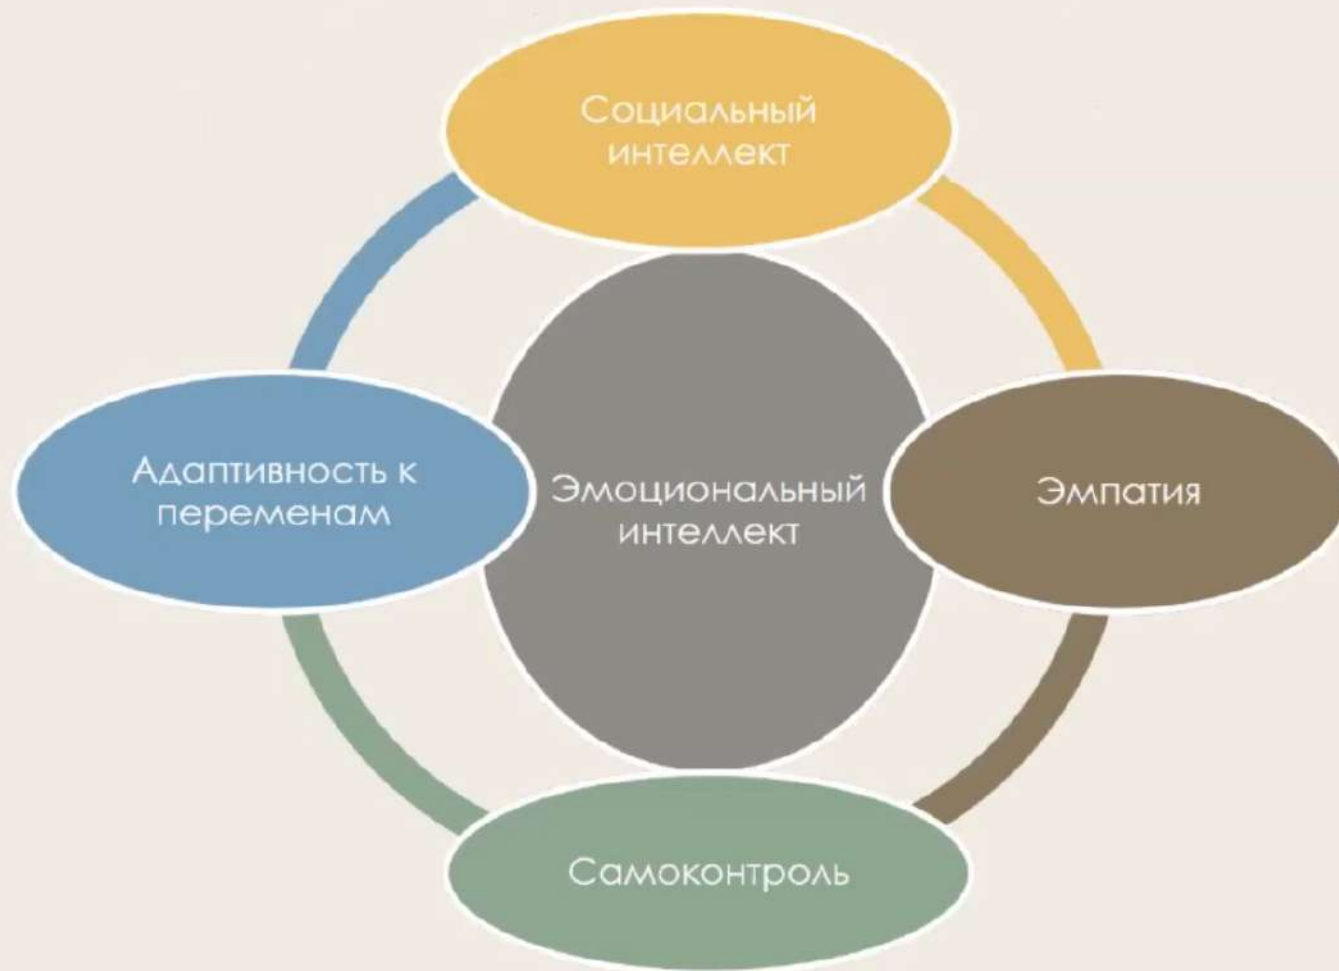 Социальный
интеллект
Адаптивность к
переменам
Эмоциональный
интеллект
Эмпатия
Самоконтроль